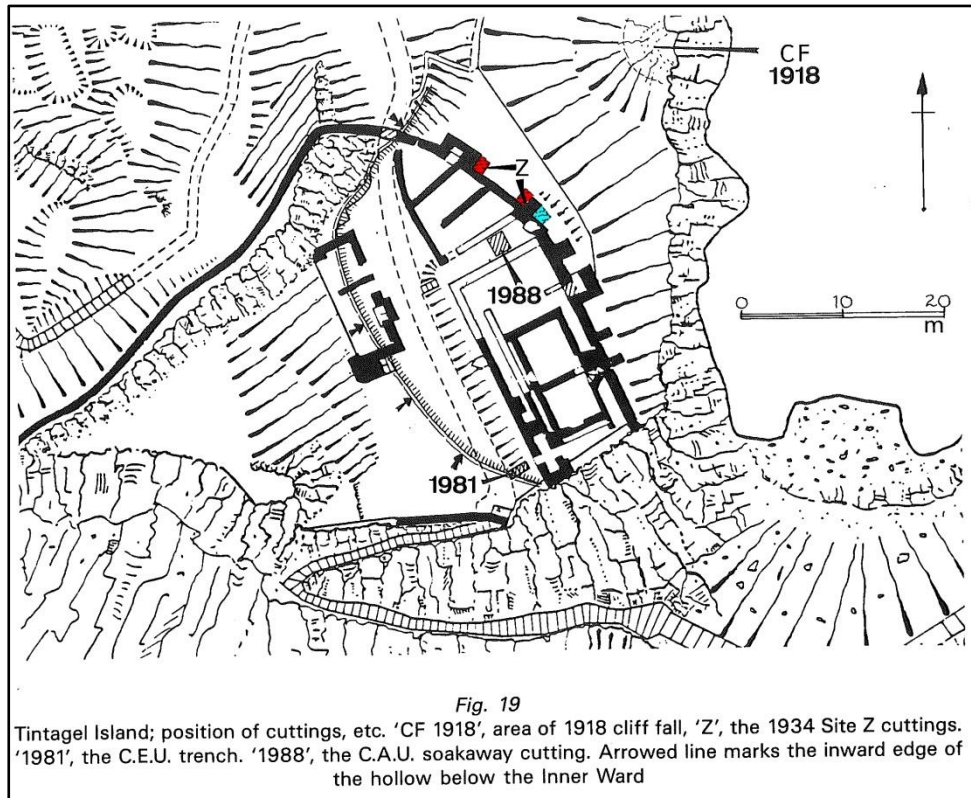 CF
1918
Z
1988
0 10 20
m
1981
Fig. 19
Tintagel Island; position of cuttings, etc. ‘CF 1918’, area of 1918 cliff fall, ‘Z’, the 1934 Site Z cuttings.
‘1981’, the C.E.U. trench. ‘1988’, the C.A.U. soakaway cutting. Arrowed line marks the inward edge of
the hollow below the Inner Ward